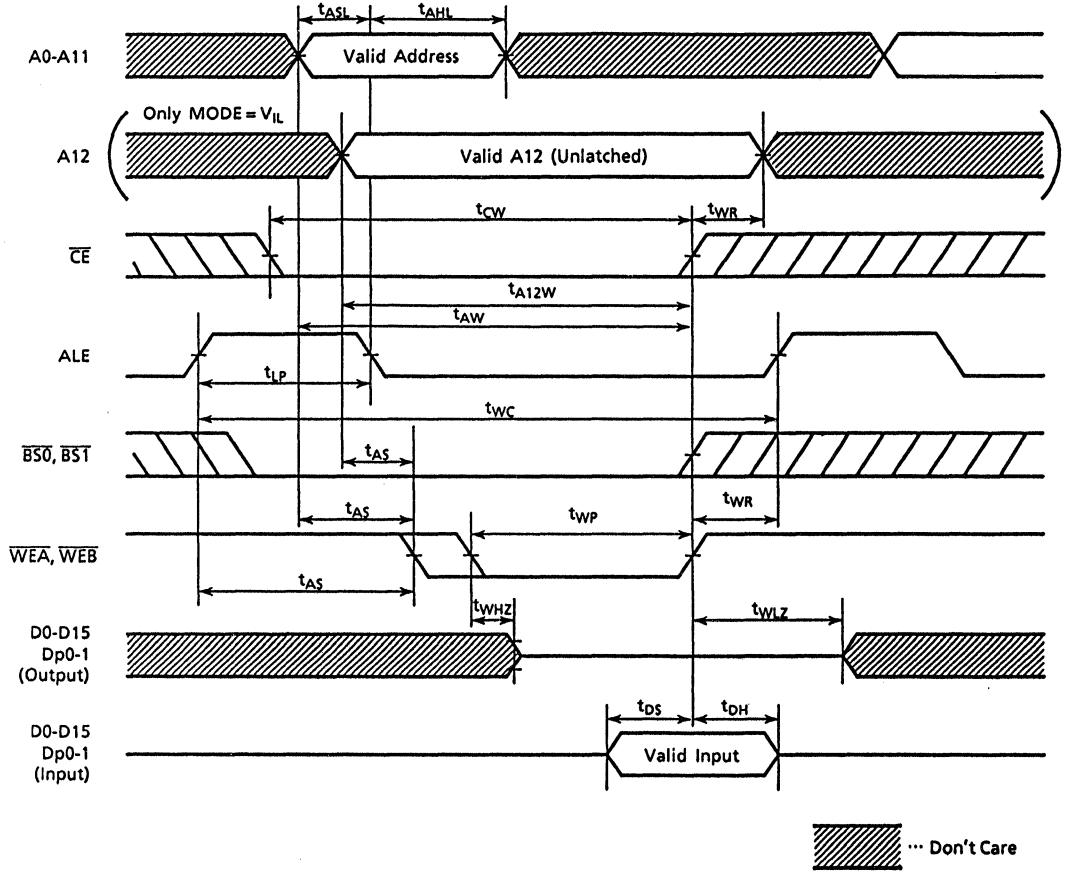 tASL tAHL
A0-A11 Valid Address
Only MODE = VIL
A12 Valid A12 (Unlatched)
tCW tWR
CE
tA12W
tAW
ALE
tLP
tWC
BS0, BS1
tAS
tWR
tAS tWP
WEA, WEB
tAS
tWHZ tWLZ
D0-D15
Dp0-1
(Output)
tDS tDH
D0-D15
Dp0-1
(Input)
Valid Input
... Don't Care